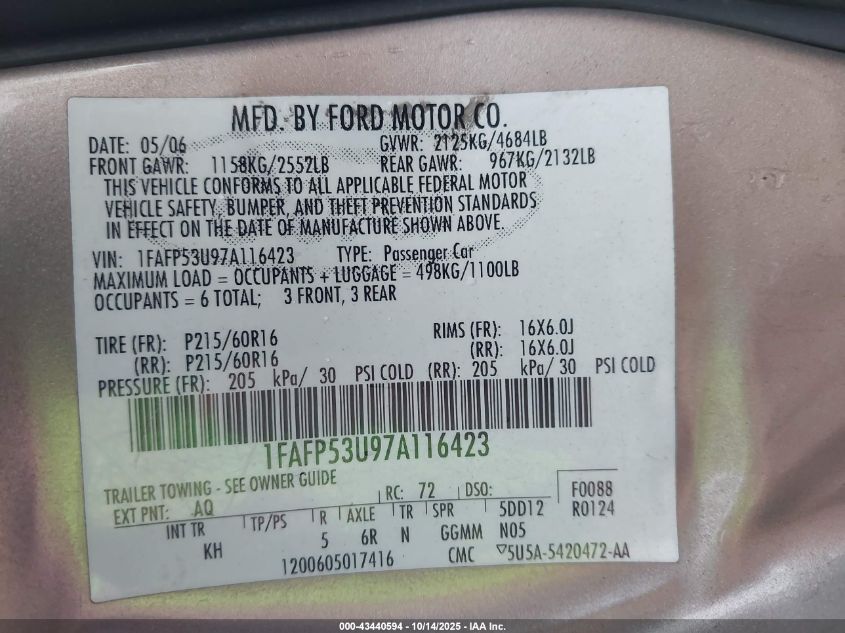 MFD. BY FORD MOTOR CO.
DATE: 05/06 GVWR: 2125KG/4684LB
FRONT GAWR: 1158KG/2552LB REAR GAWR: 967KG/2132LB
THIS VEHICLE CONFORMS TO ALL APPLICABLE FEDERAL MOTOR
VEHICLE SAFETY, BUMPER, AND THEFT PREVENTION STANDARDS
IN EFFECT ON THE DATE OF MANUFACTURE SHOWN ABOVE.
VIN: 1FAFP53U97A116423 TYPE: Passenger Car
MAXIMUM LOAD = OCCUPANTS + LUGGAGE = 498KG/1100LB
OCCUPANTS = 6 TOTAL; 3 FRONT, 3 REAR
TIRE (FR): P215/60R16 RIMS (FR): 16X6.0J
(RR): P215/60R16 (RR): 16X6.0J
PRESSURE (FR): 205 kPa/ 30 PSI COLD (RR): 205 kPa/ 30 PSI COLD
1FAFP53U97A116423
TRAILER TOWING - SEE OWNER GUIDE
EXT PNT: AQ RC: 72 DSO: F0088
INT TR TP/PS R AXLE TR SPR 5DD12 R0124
KH 5 6R N GGMM N05
1200605017416 CMC ▽5U5A-5420472-AA
000-43440594 - 10/14/2025 - IAA Inc.